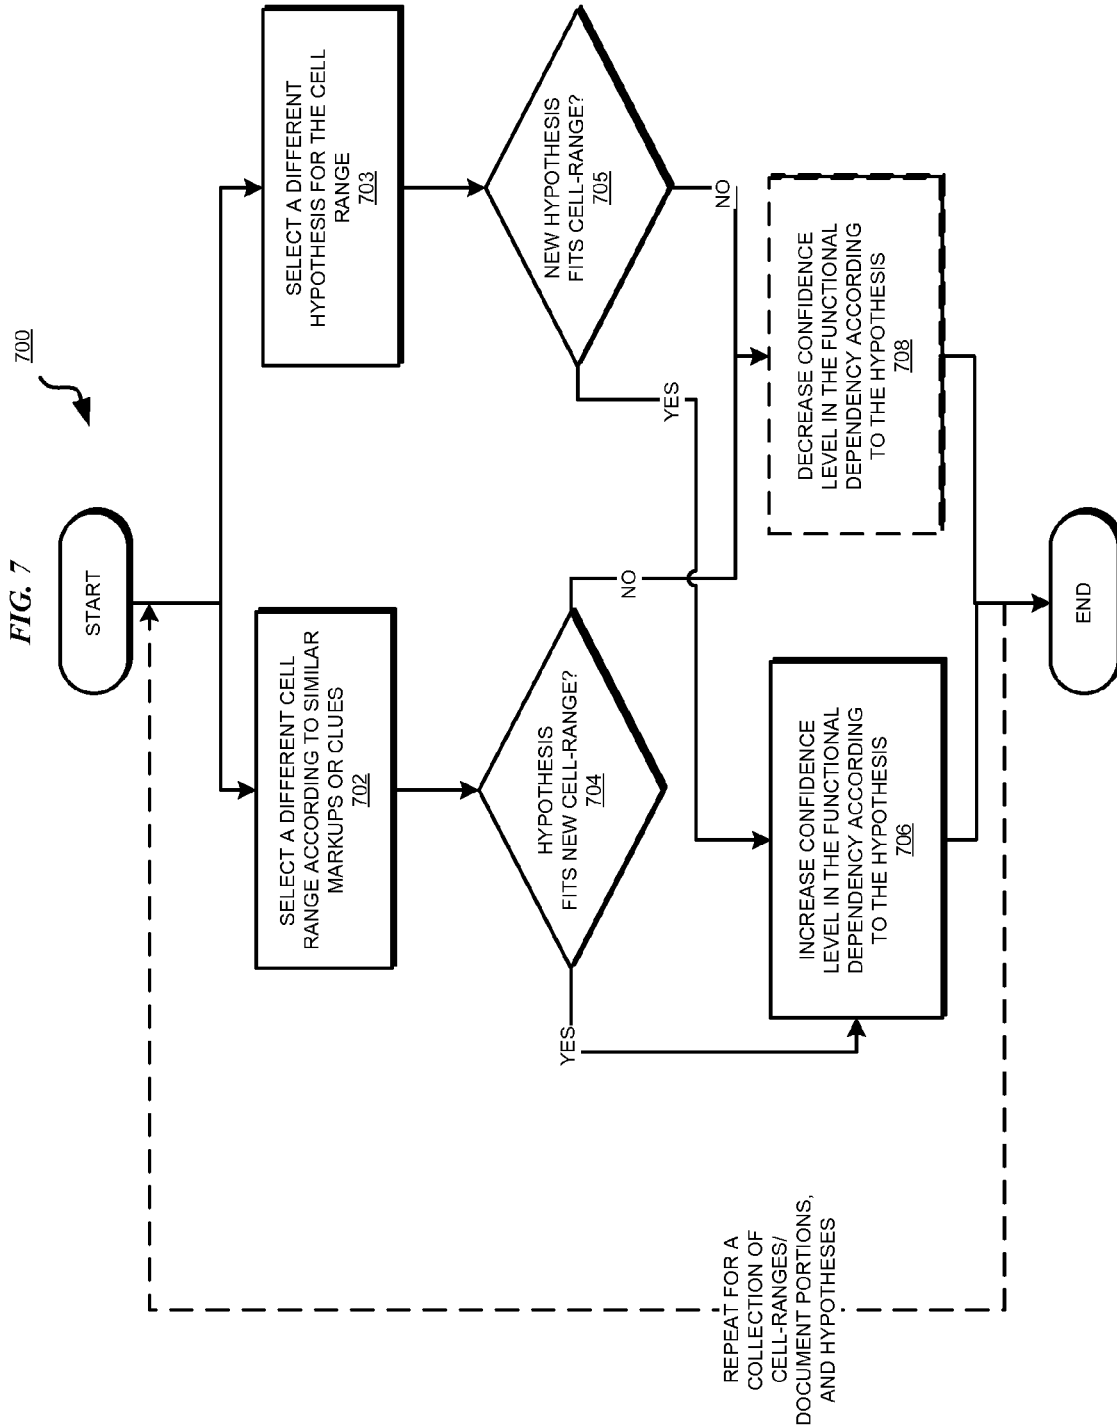 FIG. 7
700
START
SELECT A DIFFERENT CELL
RANGE ACCORDING TO SIMILAR
MARKUPS OR CLUES
702
SELECT A DIFFERENT
HYPOTHESIS FOR THE CELL
RANGE
703
HYPOTHESIS
FITS NEW CELL-RANGE?
704
NEW HYPOTHESIS
FITS CELL-RANGE?
705
YES
NO
YES
NO
INCREASE CONFIDENCE
LEVEL IN THE FUNCTIONAL
DEPENDENCY ACCORDING
TO THE HYPOTHESIS
706
DECREASE CONFIDENCE
LEVEL IN THE FUNCTIONAL
DEPENDENCY ACCORDING
TO THE HYPOTHESIS
708
REPEAT FOR A
COLLECTION OF
CELL-RANGES/
DOCUMENT PORTIONS,
AND HYPOTHESES
END